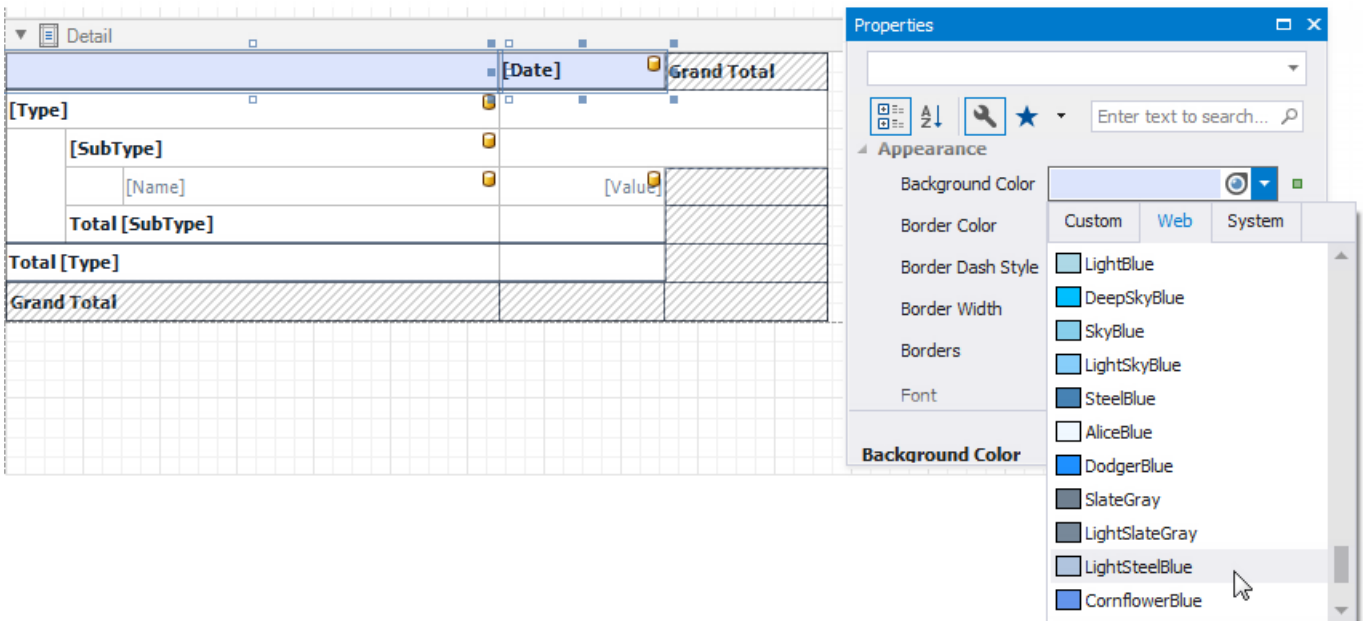 Detail
[Date]
Grand Total
[Type]
[SubType]
[Name]
[Value]
Total [SubType]
Total [Type]
Grand Total
Properties
Enter text to search...
Appearance
Background Color
Border Color
Border Dash Style
Border Width
Borders
Font
Background Color
Custom Web System
LightBlue
DeepSkyBlue
SkyBlue
LightSkyBlue
SteelBlue
AliceBlue
DodgerBlue
SlateGray
LightSlateGray
LightSteelBlue
CornflowerBlue